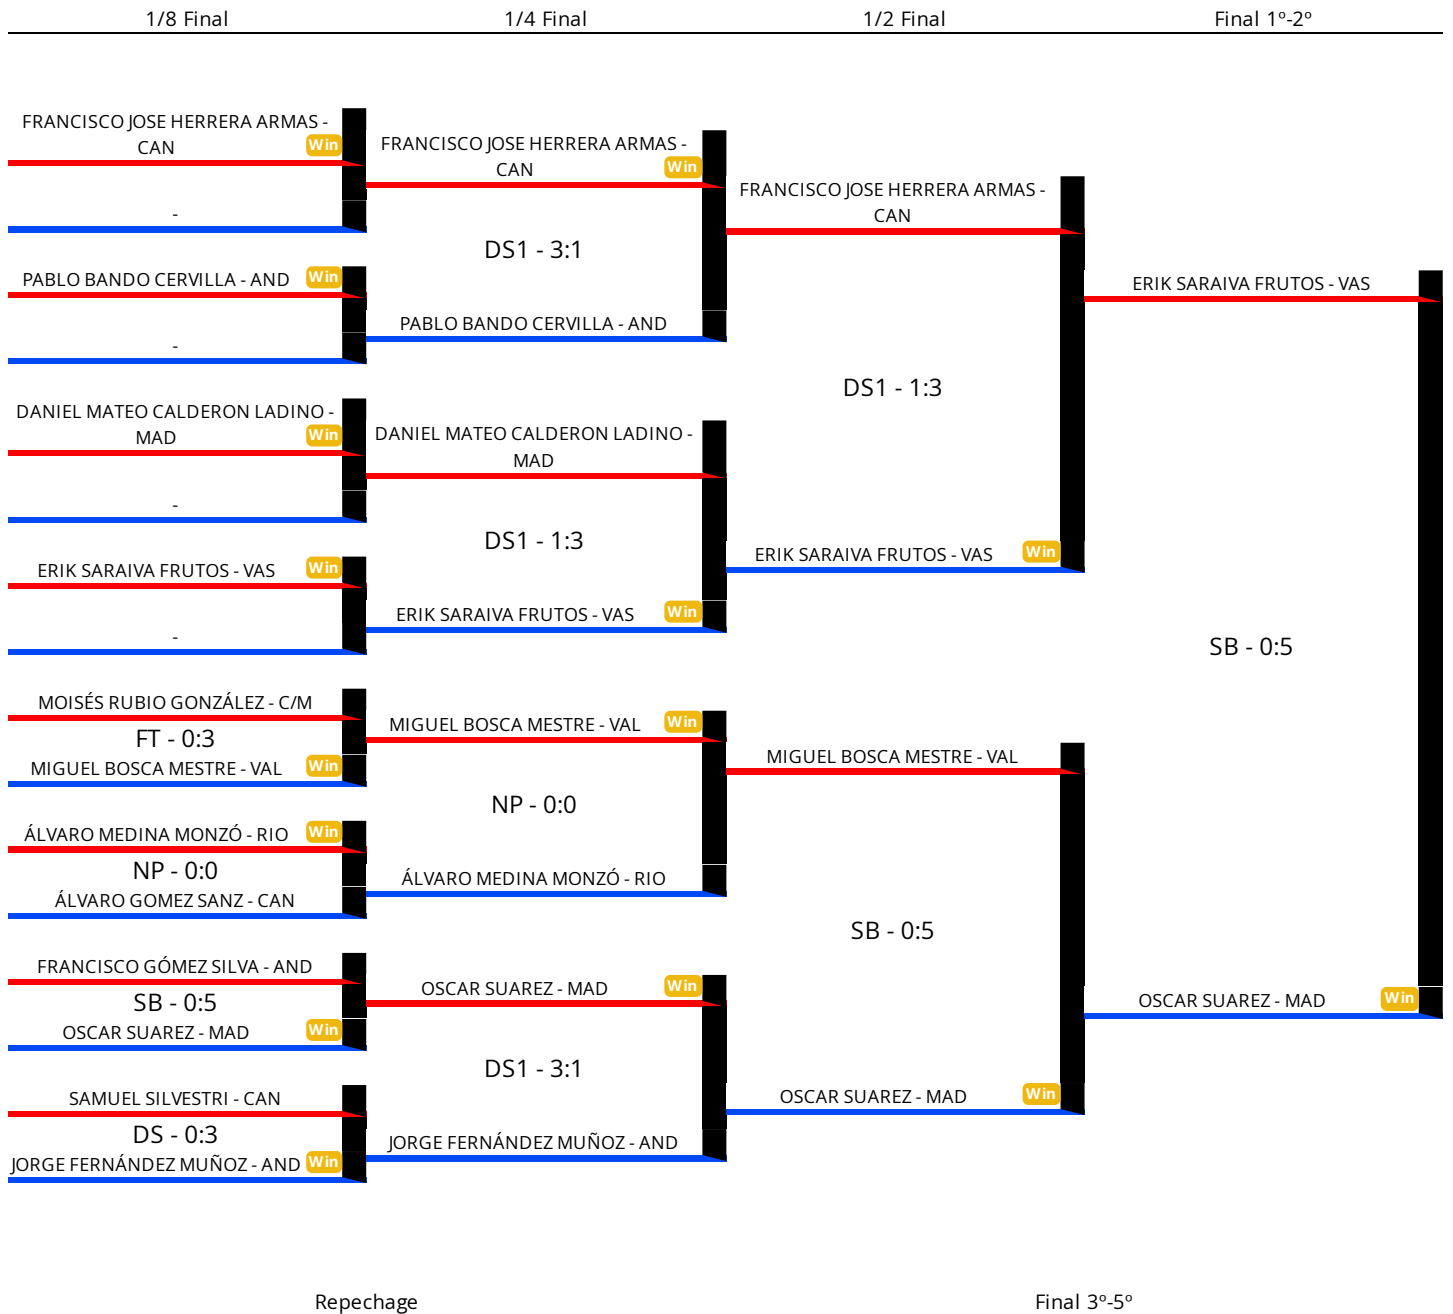 1/8 Final
1/4 Final
1/2 Final
Final 1º-2º
FRANCISCO JOSE HERRERA ARMAS -
CAN
Win
-
PABLO BANDO CERVILLA - AND
Win
-
DANIEL MATEO CALDERON LADINO -
MAD
Win
-
ERIK SARAIVA FRUTOS - VAS
Win
-
MOISÉS RUBIO GONZÁLEZ - C/M
FT - 0:3
MIGUEL BOSCA MESTRE - VAL
Win
ÁLVARO MEDINA MONZÓ - RIO
Win
NP - 0:0
ÁLVARO GOMEZ SANZ - CAN
FRANCISCO GÓMEZ SILVA - AND
SB - 0:5
OSCAR SUAREZ - MAD
Win
SAMUEL SILVESTRI - CAN
DS - 0:3
JORGE FERNÁNDEZ MUÑOZ - AND
Win
FRANCISCO JOSE HERRERA ARMAS -
CAN
Win
DS1 - 3:1
PABLO BANDO CERVILLA - AND
DANIEL MATEO CALDERON LADINO -
MAD
DS1 - 1:3
ERIK SARAIVA FRUTOS - VAS
Win
MIGUEL BOSCA MESTRE - VAL
Win
NP - 0:0
ÁLVARO MEDINA MONZÓ - RIO
OSCAR SUAREZ - MAD
Win
DS1 - 3:1
JORGE FERNÁNDEZ MUÑOZ - AND
FRANCISCO JOSE HERRERA ARMAS -
CAN
DS1 - 1:3
ERIK SARAIVA FRUTOS - VAS
Win
MIGUEL BOSCA MESTRE - VAL
SB - 0:5
OSCAR SUAREZ - MAD
Win
ERIK SARAIVA FRUTOS - VAS
SB - 0:5
OSCAR SUAREZ - MAD
Win
Repechage
Final 3º-5º